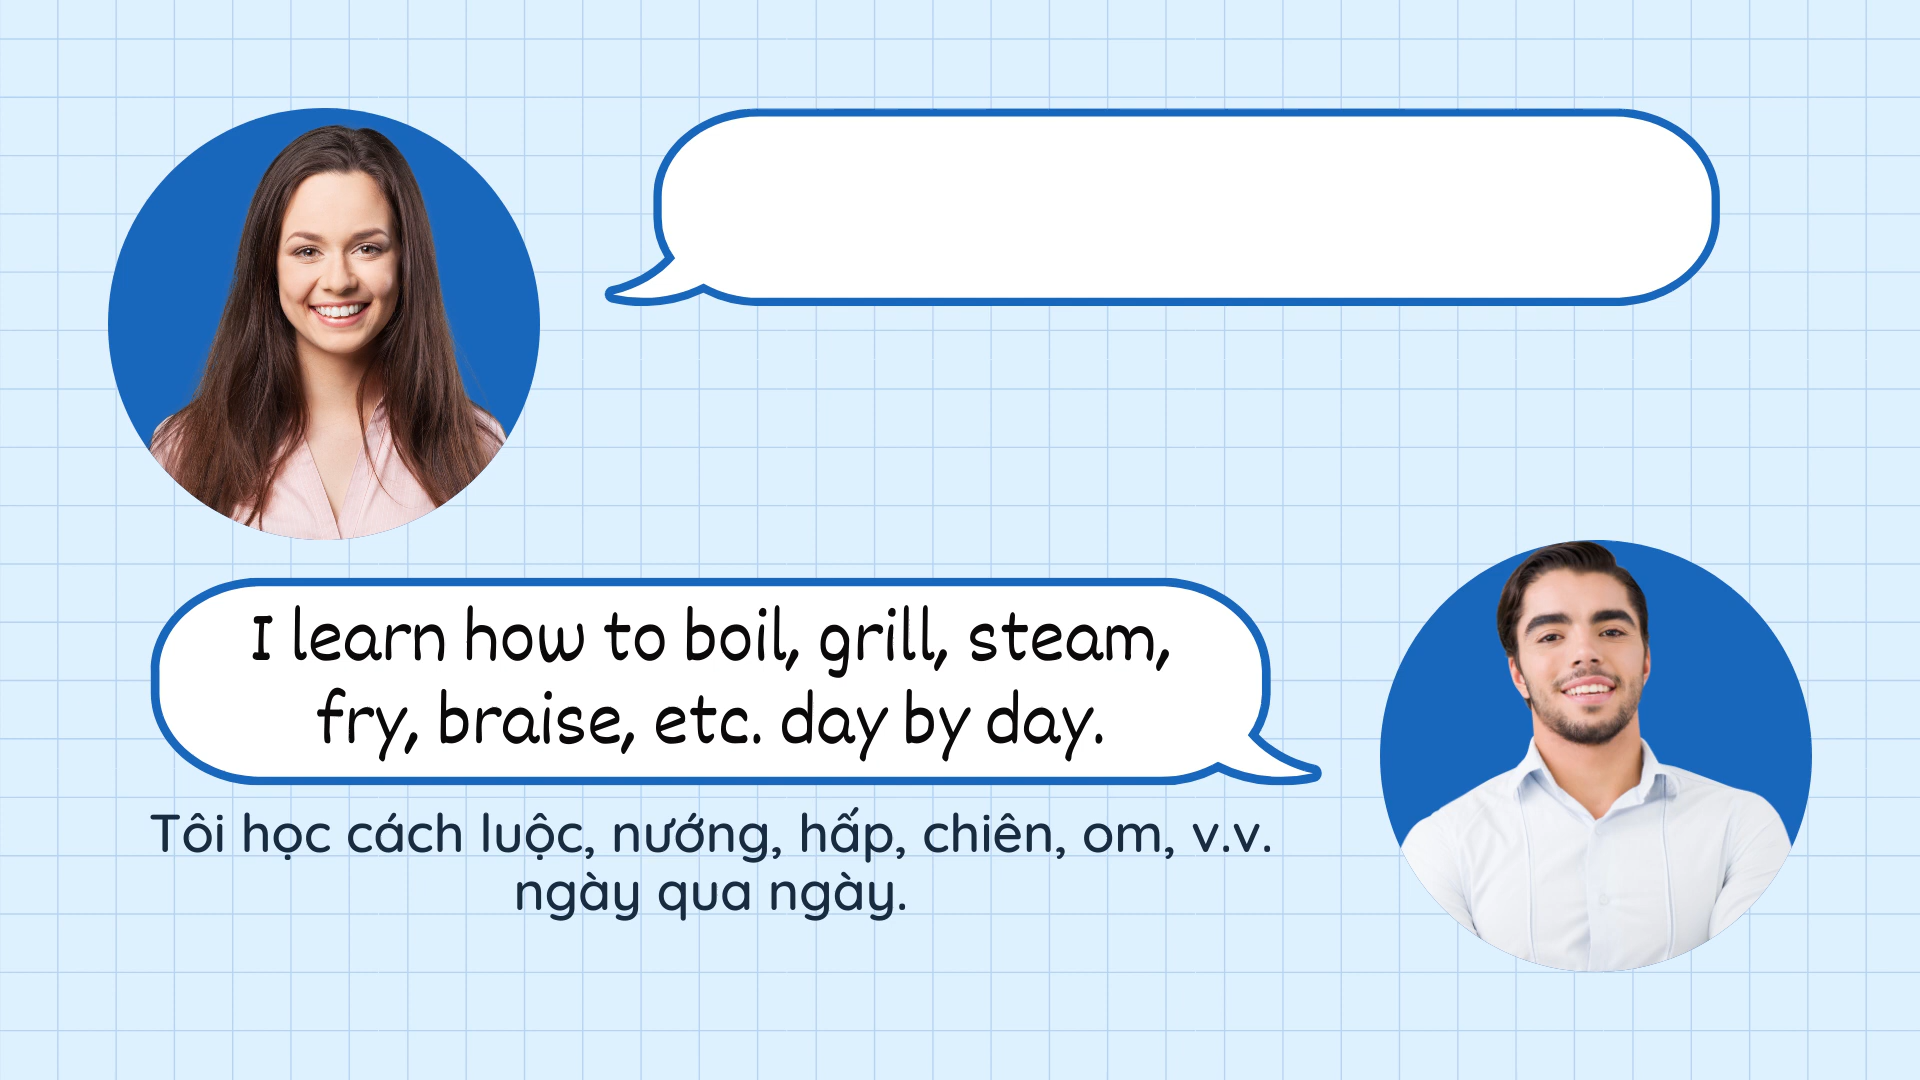 I learn how to boil, grill, steam,
fry, braise, etc. day by day.
Tôi học cách luộc, nướng, hấp, chiên, om, v.v.
ngày qua ngày.